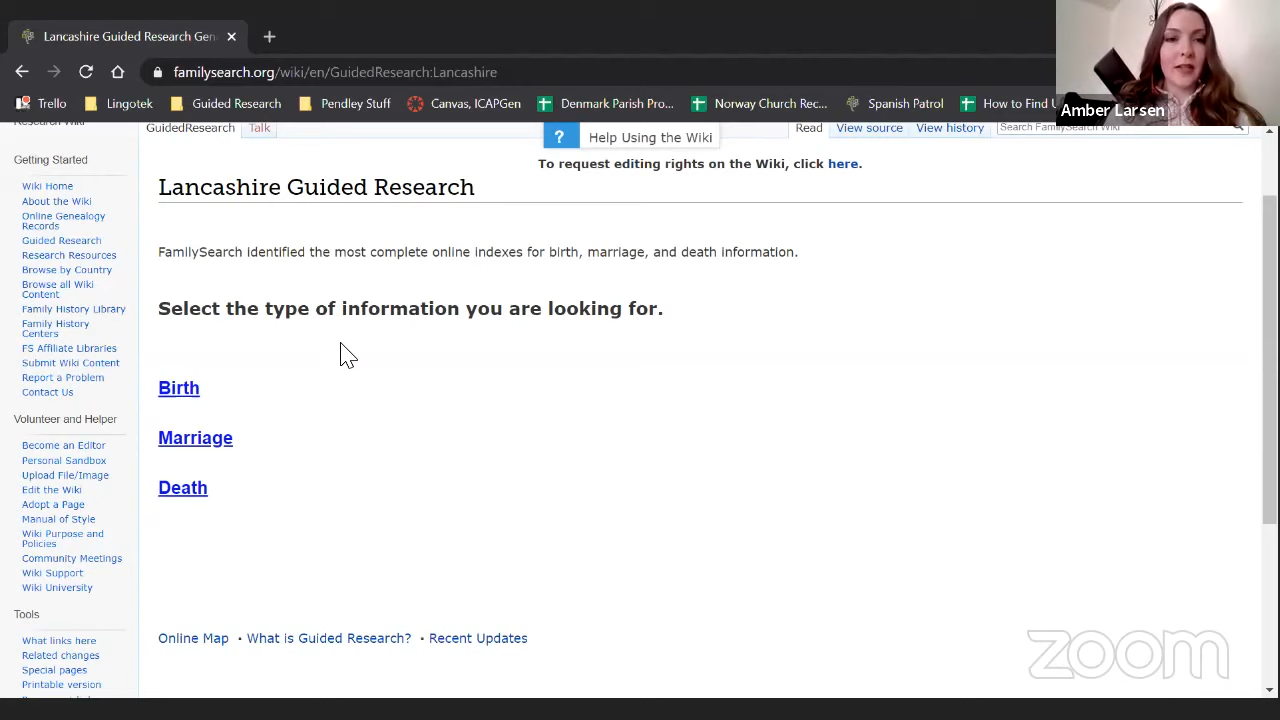 Lancashire Guided Research Gen
familysearch.org/wiki/en/GuidedResearch:Lancashire
Trello
Lingotek
Guided Research
Pendley Stuff
Canvas, ICAPGen
Denmark Parish Pro...
Norway Church Rec...
Spanish Patrol
How to Find U
Amber Larsen
Research Wiki
GuidedResearch
Talk
? Help Using the Wiki
Read
View source
View history
Search FamilySearch Wiki
To request editing rights on the Wiki, click here.
Lancashire Guided Research
FamilySearch identified the most complete online indexes for birth, marriage, and death information.
Select the type of information you are looking for.
Birth
Marriage
Death
Online Map • What is Guided Research? • Recent Updates
Getting Started
Wiki Home
About the Wiki
Online Genealogy
Records
Guided Research
Research Resources
Browse by Country
Browse all Wiki
Content
Family History Library
Family History
Centers
FS Affiliate Libraries
Submit Wiki Content
Report a Problem
Contact Us
Volunteer and Helper
Become an Editor
Personal Sandbox
Upload File/Image
Edit the Wiki
Adopt a Page
Manual of Style
Wiki Purpose and
Policies
Community Meetings
Wiki Support
Wiki University
Tools
What links here
Related changes
Special pages
Printable version
zoom